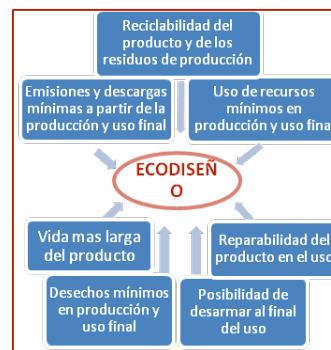 Reciclabilidad del
producto y de los
residuos de producción
Emisiones y descargas
mínimas a partir de la
producción y uso final
Uso de recursos
mínimos en
producción y uso final
ECODISEÑ
O
Vida mas larga
del producto
Reparabilidad del
producto en el uso
Desechos mínimos
en producción y
uso final
Posibilidad de
desarmar al final
del uso